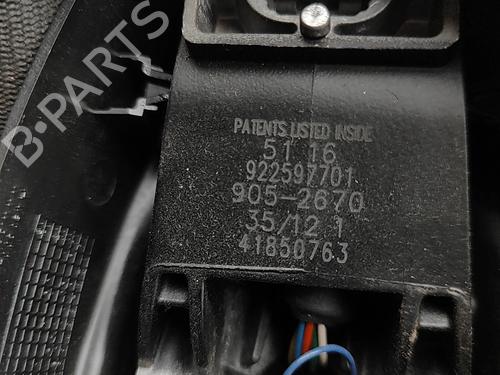 PATENTS LISTED INSIDE
51 16
922597701
905-2670
35/12 1
41850763
B-PARTS